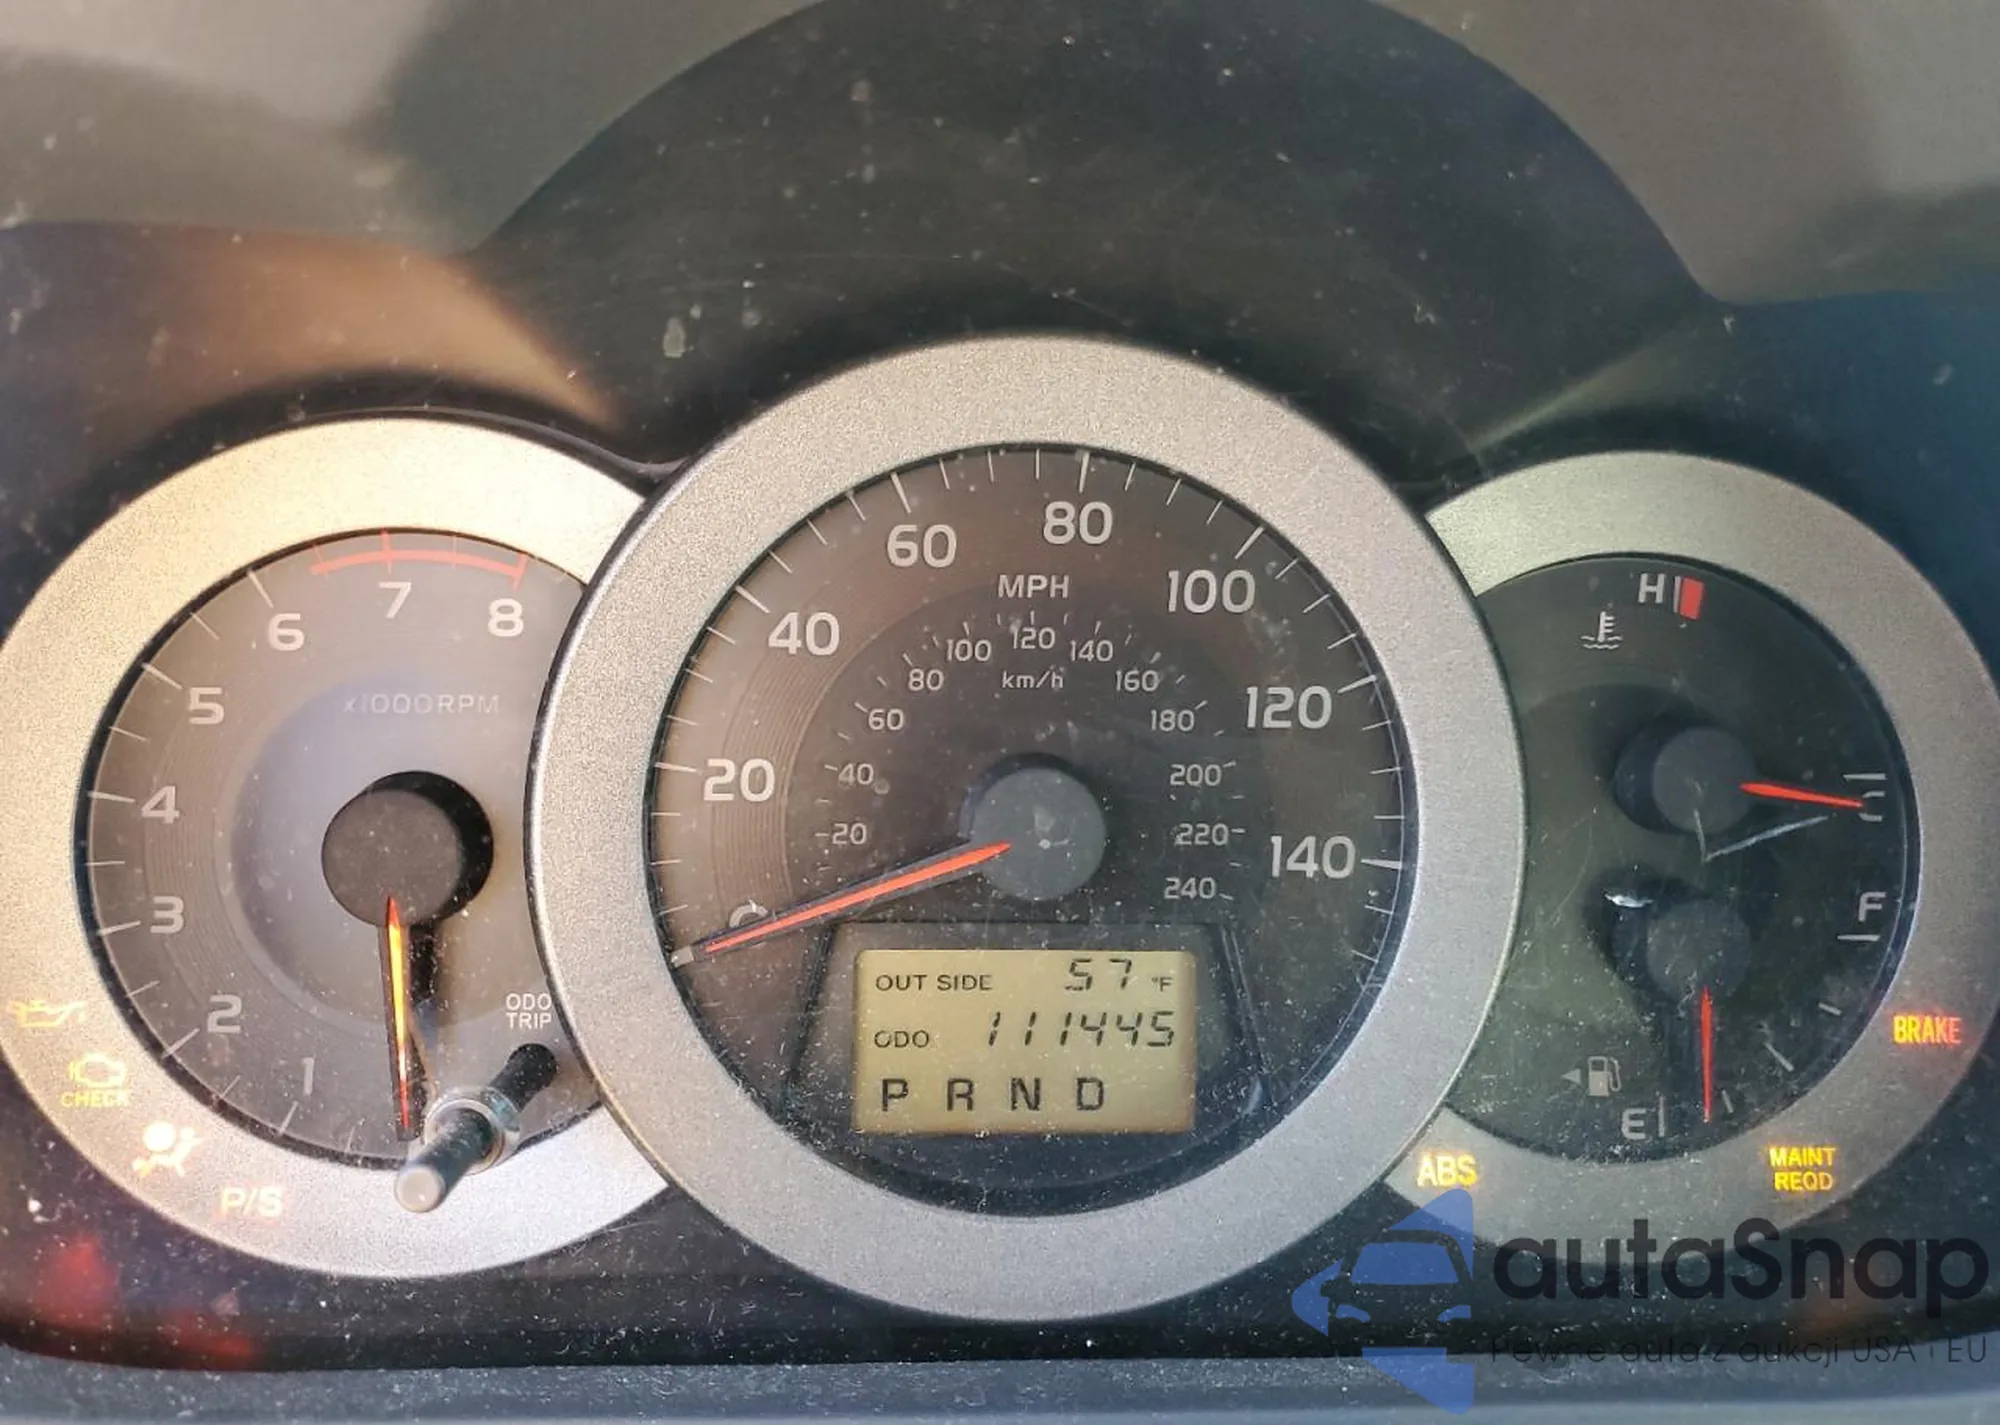 60
80
MPH
100
7
6
8
40
100
120
140
80
km/h
160
x1000RPM
5
60
180
120
20
40
200
4
20
220
140
3
240
0
H
C
F
E
OUT SIDE 57 °F
ODO 111445
P R N D
2
1
ODO
TRIP
CHECK
P/S
BRAKE
ABS
MAINT
REQD
autaSnap
Pewne auta z aukcji USA i EU